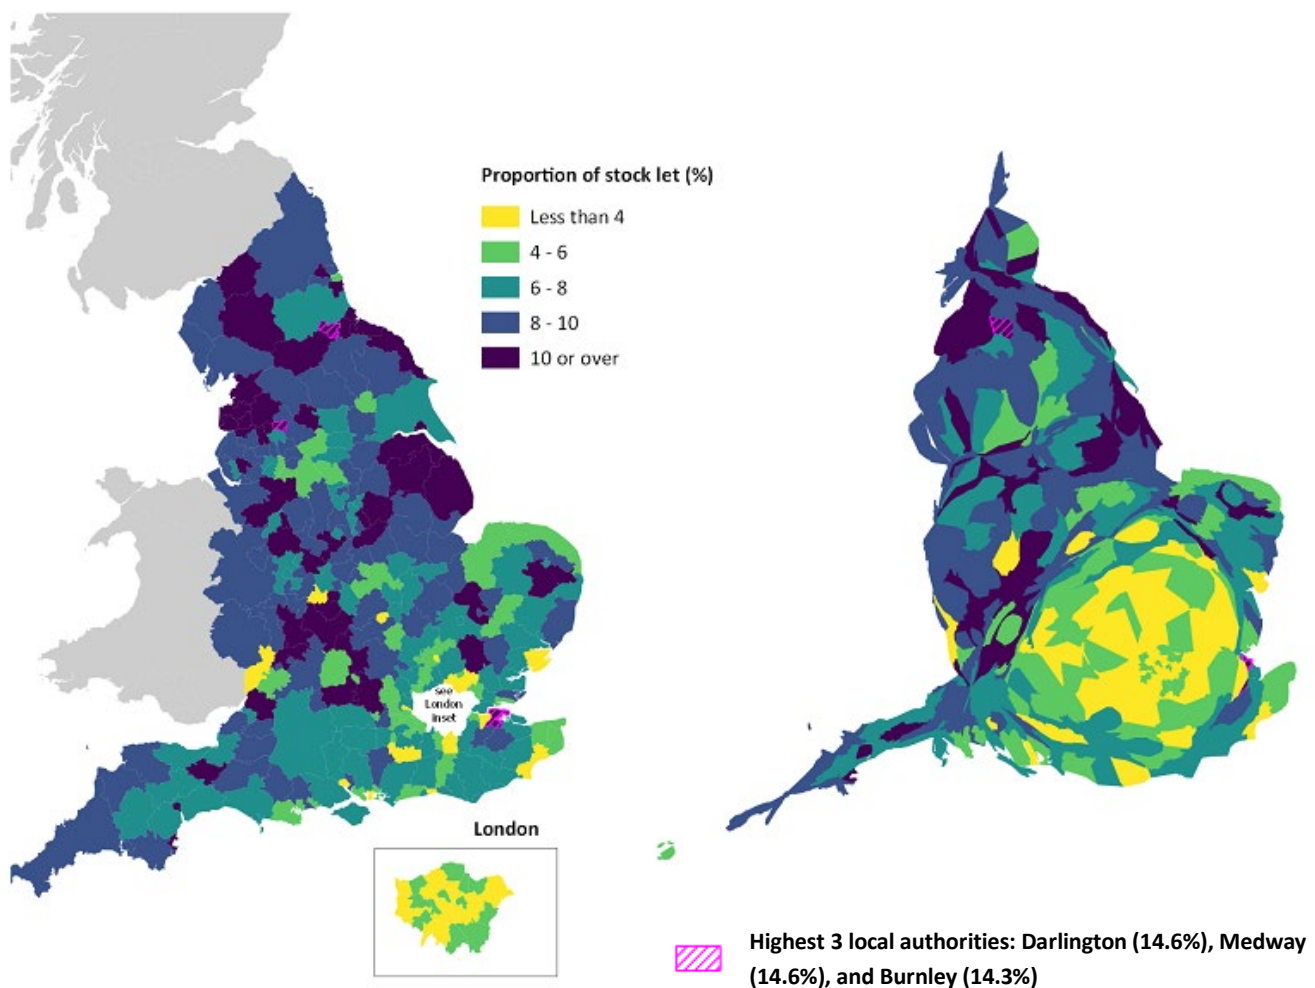 Proportion of stock let (%)
Less than 4
4 - 6
6 - 8
8 - 10
10 or over
see
London
inset
London
Highest 3 local authorities: Darlington (14.6%), Medway
(14.6%), and Burnley (14.3%)